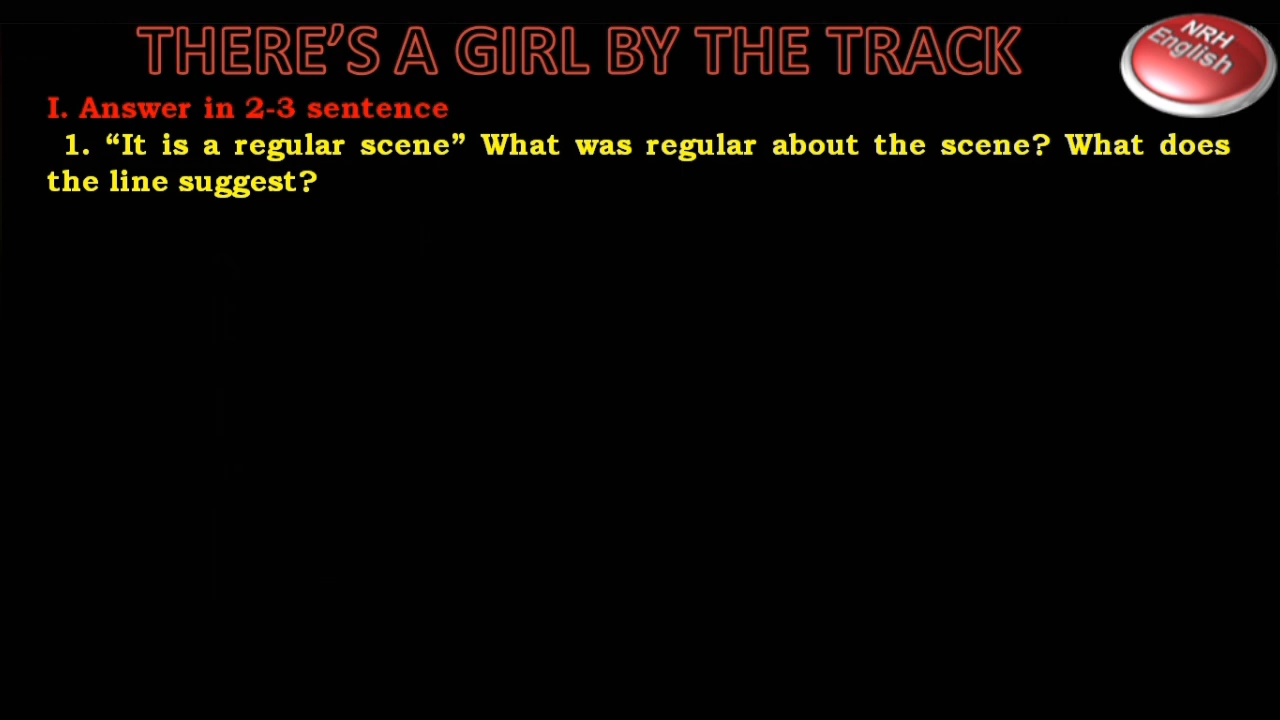 THERE’S A GIRL BY THE TRACK
NRH
English
I. Answer in 2-3 sentence
1. “It is a regular scene” What was regular about the scene? What does
the line suggest?